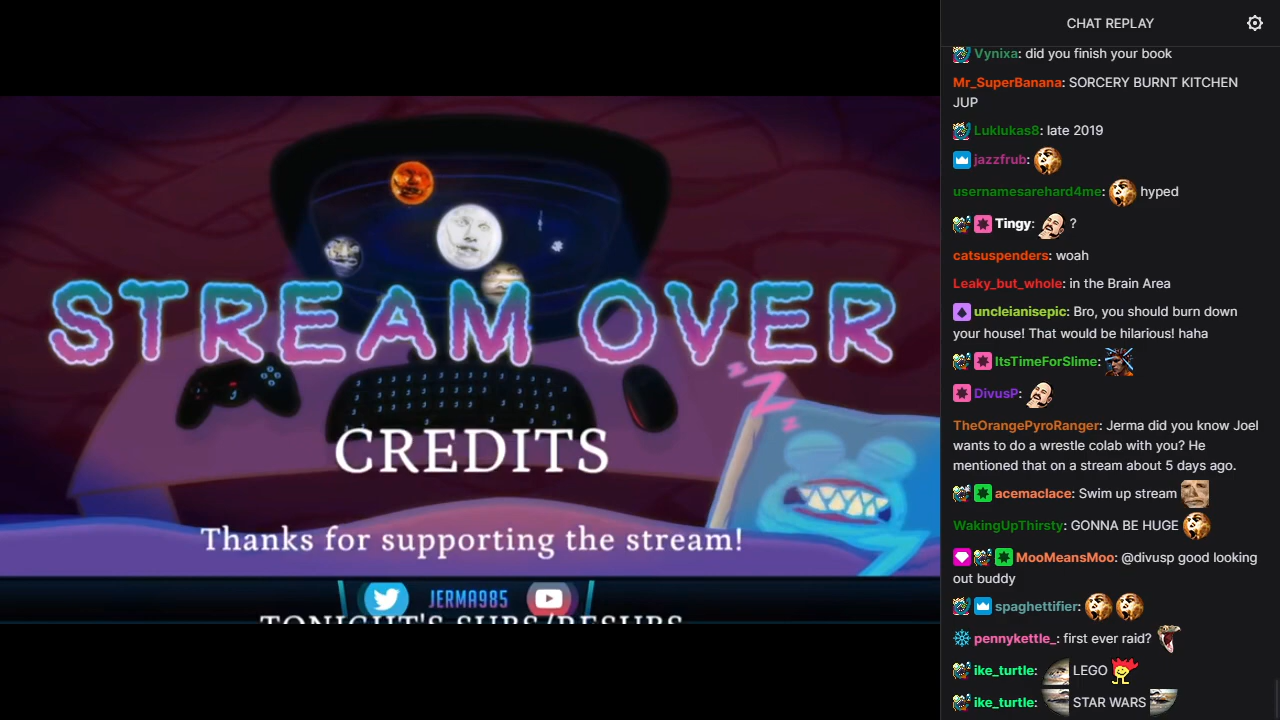 STREAM OVER
CREDITS
Thanks for supporting the stream!
JERMA985
TONIGHT'S SUBS/RESUBS
CHAT REPLAY
Vynixa: did you finish your book
Mr_SuperBanana: SORCERY BURNT KITCHEN
JUP
Luklukas8: late 2019
jazzfrub:
usernamesarehard4me: hyped
Tingy: ?
catsuspenders: woah
Leaky_but_whole: in the Brain Area
uncleianisepic: Bro, you should burn down
your house! That would be hilarious! haha
ItsTimeForSlime:
DivusP:
TheOrangePyroRanger: Jerma did you know Joel
wants to do a wrestle colab with you? He
mentioned that on a stream about 5 days ago.
acemaclace: Swim up stream
WakingUpThirsty: GONNA BE HUGE
MooMeansMoo: @divusp good looking
out buddy
spaghettifier:
pennykettle_: first ever raid?
ike_turtle: LEGO
ike_turtle: STAR WARS